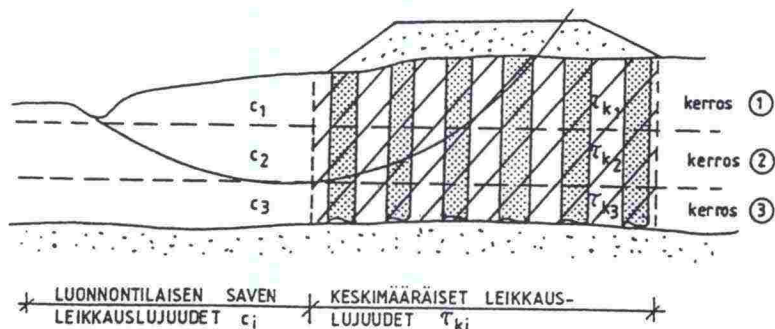 c1 τk1 kerros 1
c2 τk2 kerros 2
c3 τk3 kerros 3
LUONNONTILAISEN SAVEN
LEIKKAUSLUJUUDET ci
KESKIMÄÄRÄISET LEIKKAUS-
LUJUUDET τki